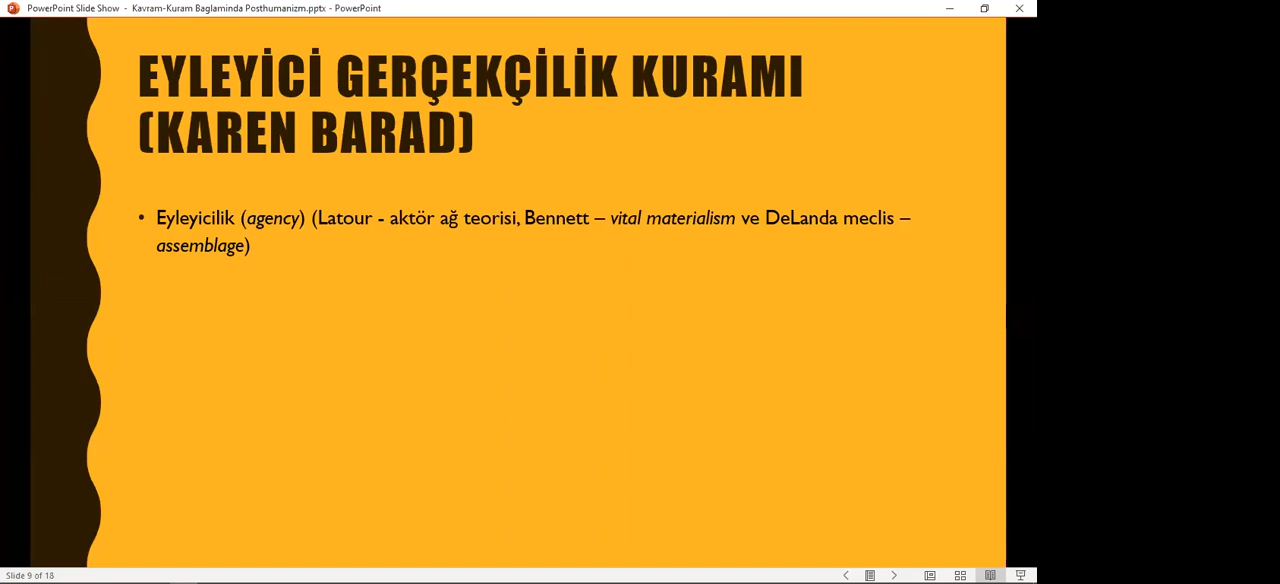 PowerPoint Slide Show - Kavram-Kuram Baglaminda Posthumanizm.pptx - PowerPoint
EYLEYİCİ GERÇEKÇİLİK KURAMI
(KAREN BARAD)
• Eyleyicilik (agency) (Latour - aktör ağ teorisi, Bennett – vital materialism ve DeLanda meclis –
assemblage)
Slide 9 of 18